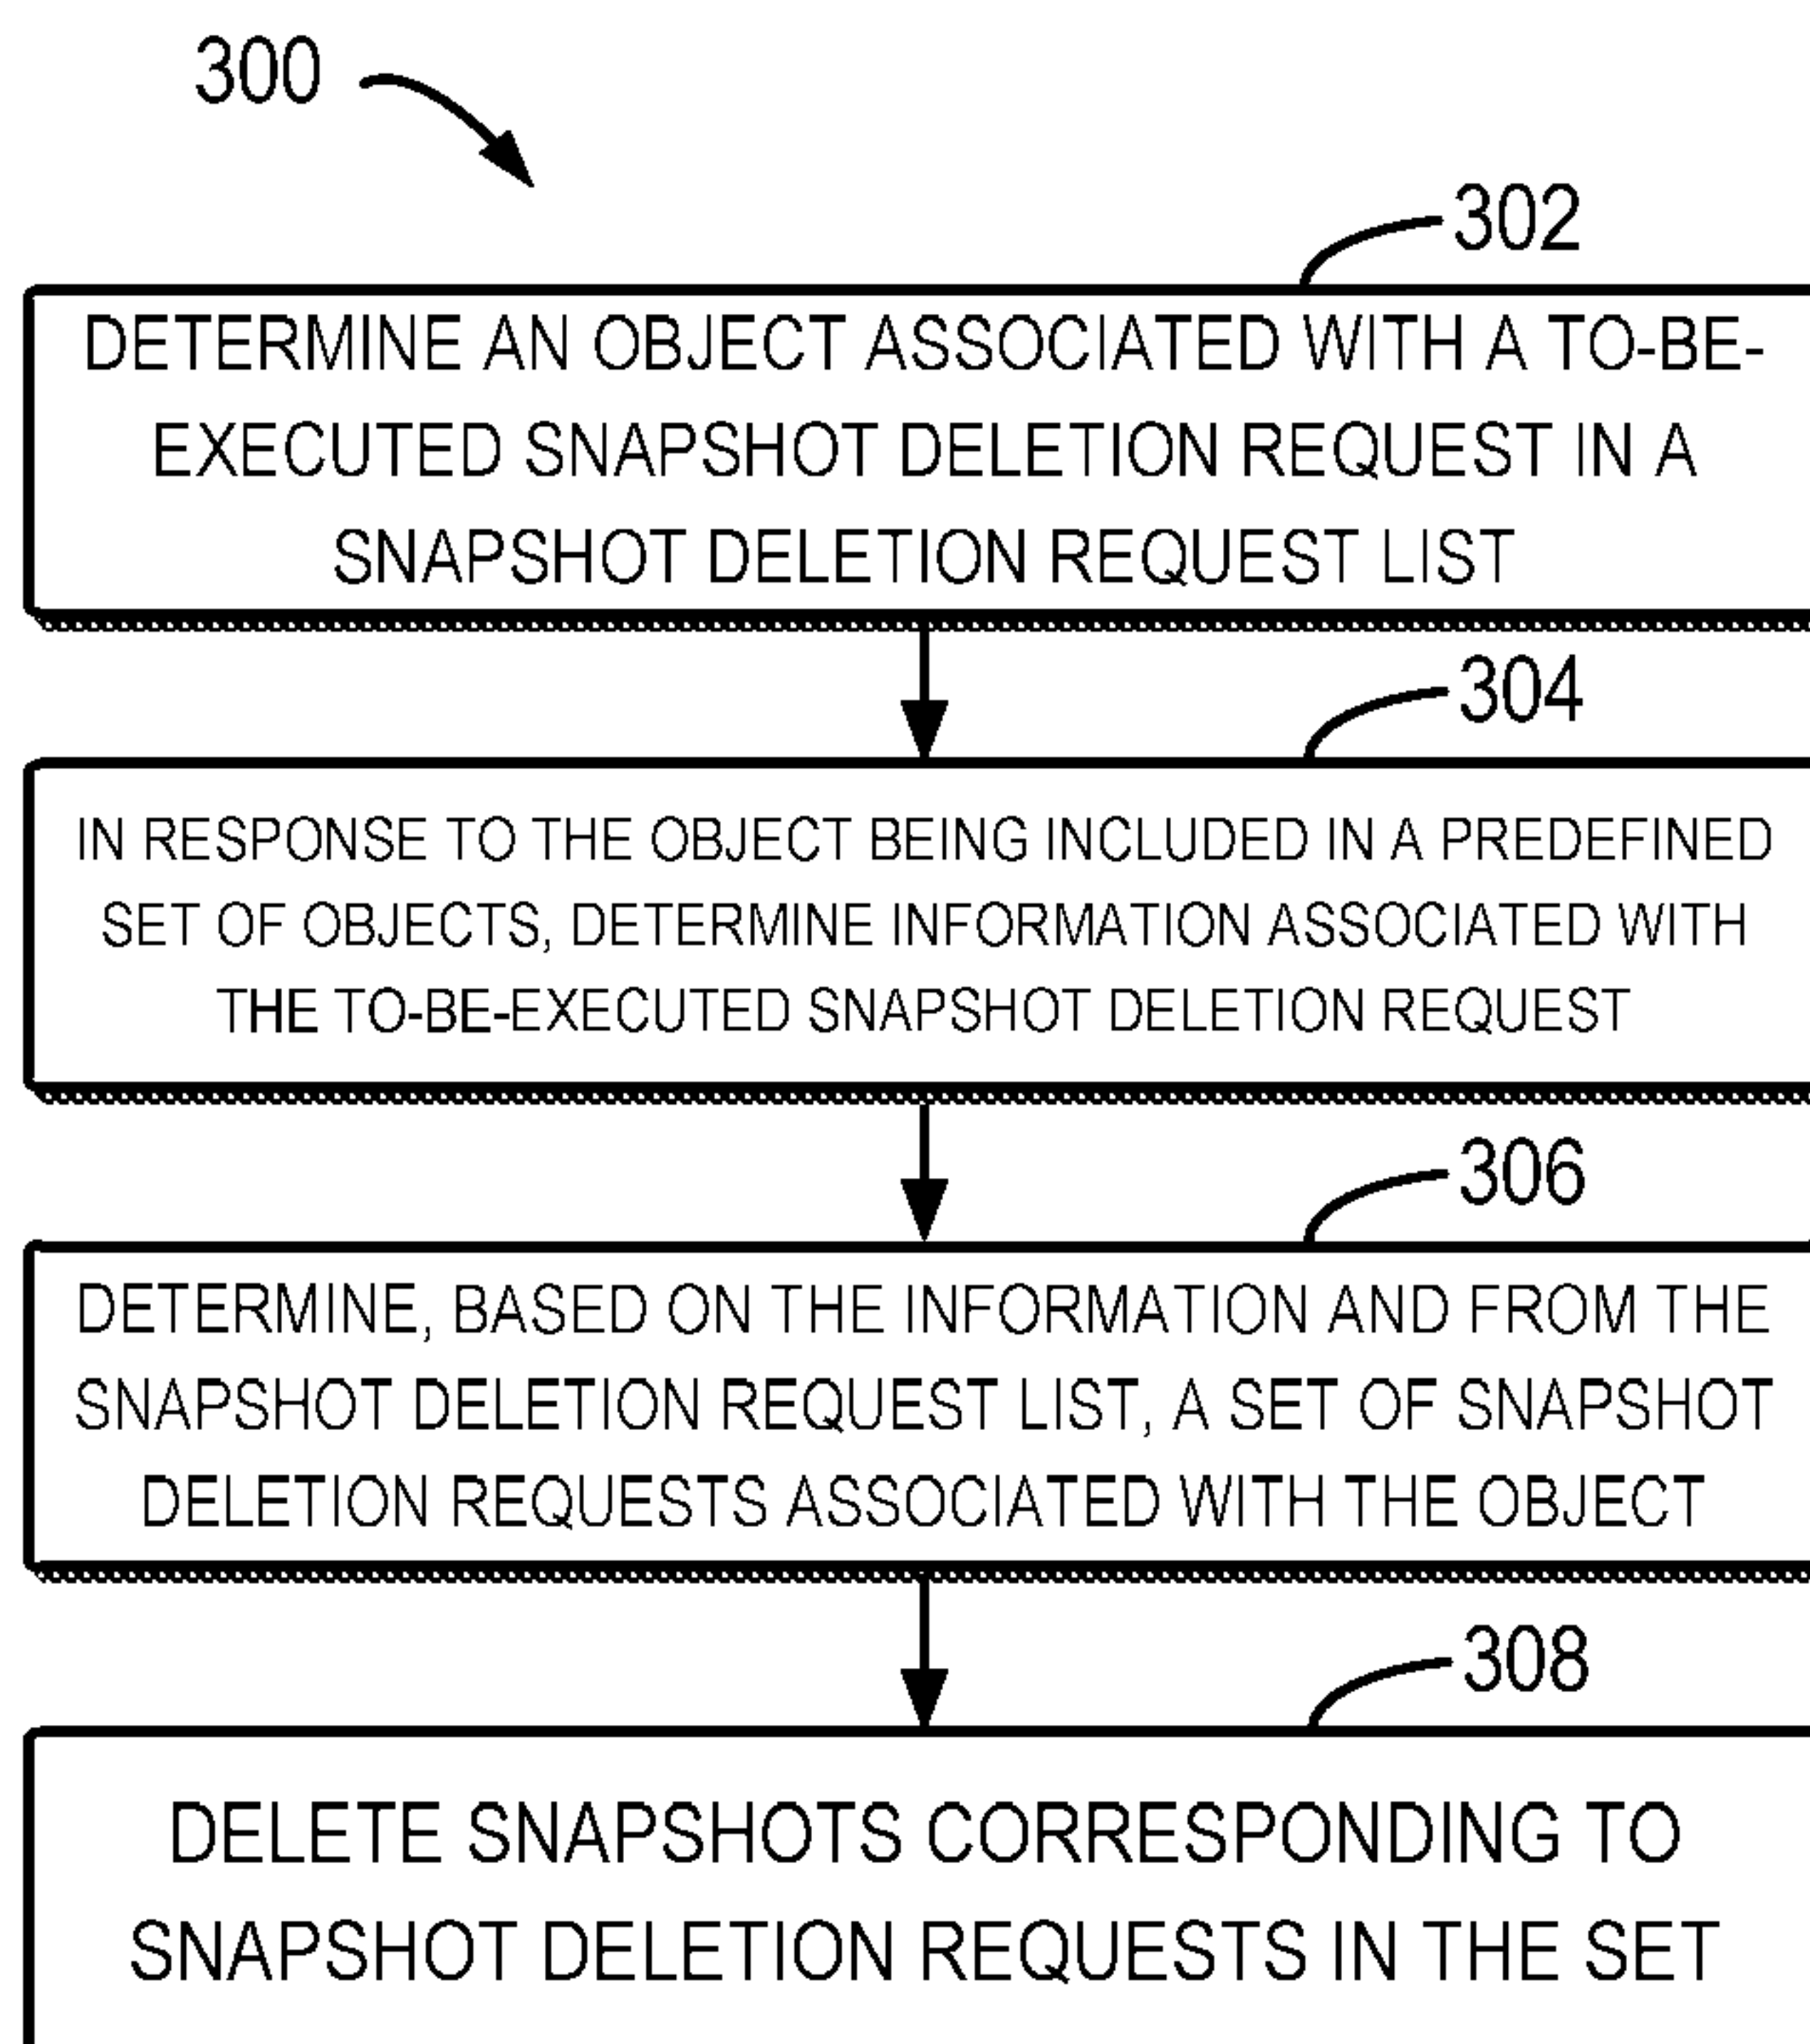 300
302
DETERMINE AN OBJECT ASSOCIATED WITH A TO-BE-
EXECUTED SNAPSHOT DELETION REQUEST IN A
SNAPSHOT DELETION REQUEST LIST
304
IN RESPONSE TO THE OBJECT BEING INCLUDED IN A PREDEFINED
SET OF OBJECTS, DETERMINE INFORMATION ASSOCIATED WITH
THE TO-BE-EXECUTED SNAPSHOT DELETION REQUEST
306
DETERMINE, BASED ON THE INFORMATION AND FROM THE
SNAPSHOT DELETION REQUEST LIST, A SET OF SNAPSHOT
DELETION REQUESTS ASSOCIATED WITH THE OBJECT
308
DELETE SNAPSHOTS CORRESPONDING TO
SNAPSHOT DELETION REQUESTS IN THE SET